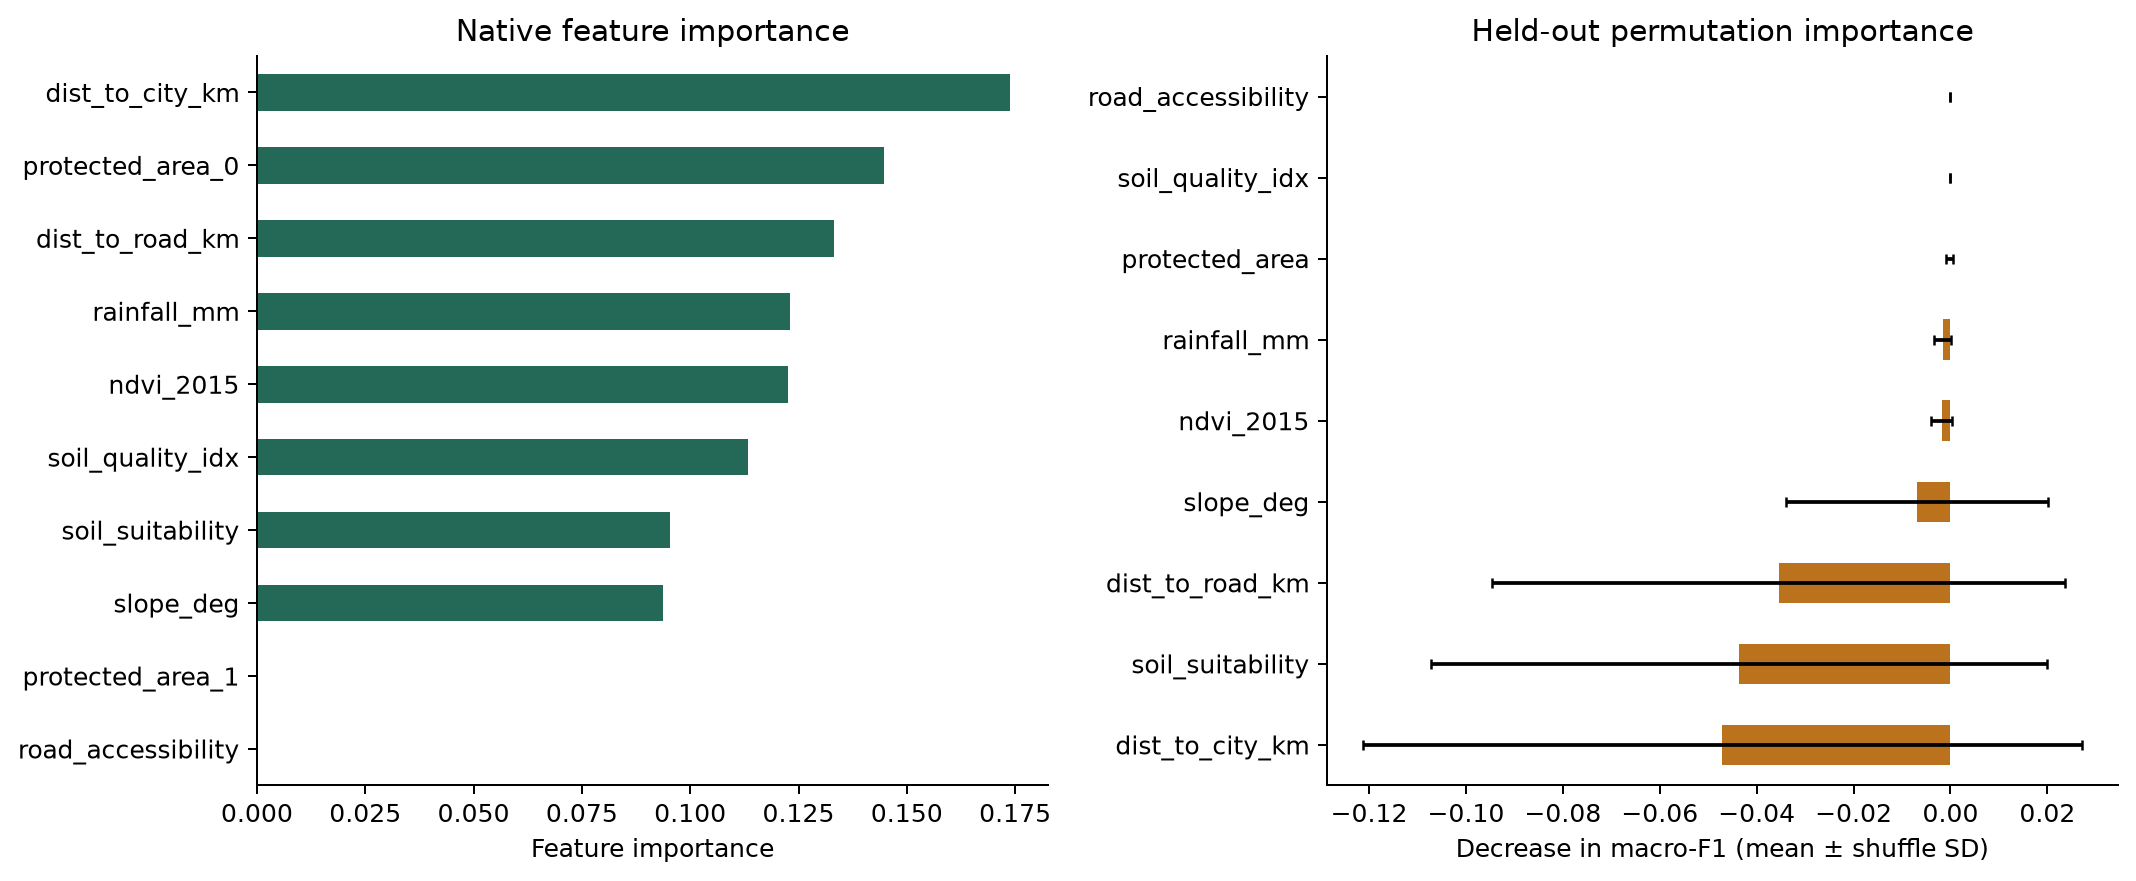 Native feature importance
dist_to_city_km
protected_area_0
dist_to_road_km
rainfall_mm
ndvi_2015
soil_quality_idx
soil_suitability
slope_deg
protected_area_1
road_accessibility
0.000 0.025 0.050 0.075 0.100 0.125 0.150 0.175
Feature importance
Held-out permutation importance
road_accessibility
soil_quality_idx
protected_area
rainfall_mm
ndvi_2015
slope_deg
dist_to_road_km
soil_suitability
dist_to_city_km
−0.12 −0.10 −0.08 −0.06 −0.04 −0.02 0.00 0.02
Decrease in macro-F1 (mean ± shuffle SD)